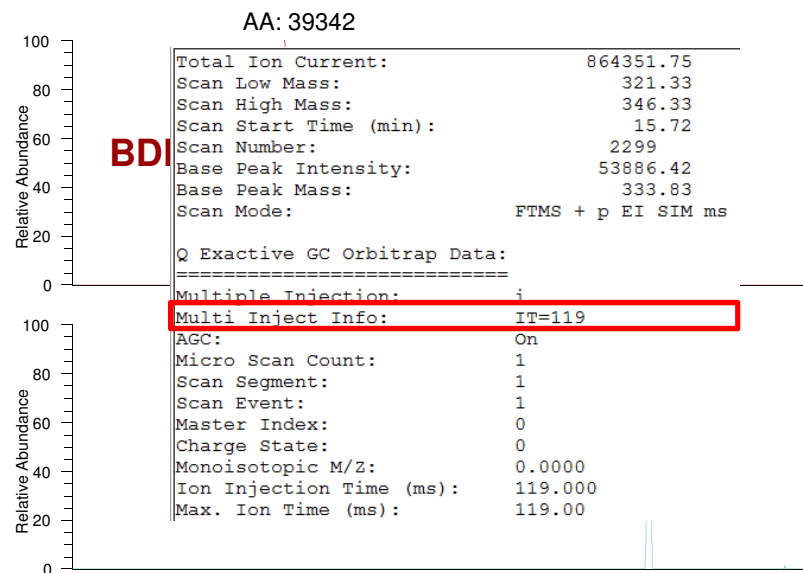 AA: 39342
100
80
60
40
20
0
Relative Abundance
Total Ion Current: 864351.75
Scan Low Mass: 321.33
Scan High Mass: 346.33
Scan Start Time (min): 15.72
Scan Number: 2299
Base Peak Intensity: 53886.42
Base Peak Mass: 333.83
Scan Mode: FTMS + p EI SIM ms
Q Exactive GC Orbitrap Data:
============================
Multiple Injection: i
Multi Inject Info: IT=119
AGC: On
Micro Scan Count: 1
Scan Segment: 1
Scan Event: 1
Master Index: 0
Charge State: 0
Monoisotopic M/Z: 0.0000
Ion Injection Time (ms): 119.000
Max. Ion Time (ms): 119.00
100
80
60
40
20
0
Relative Abundance